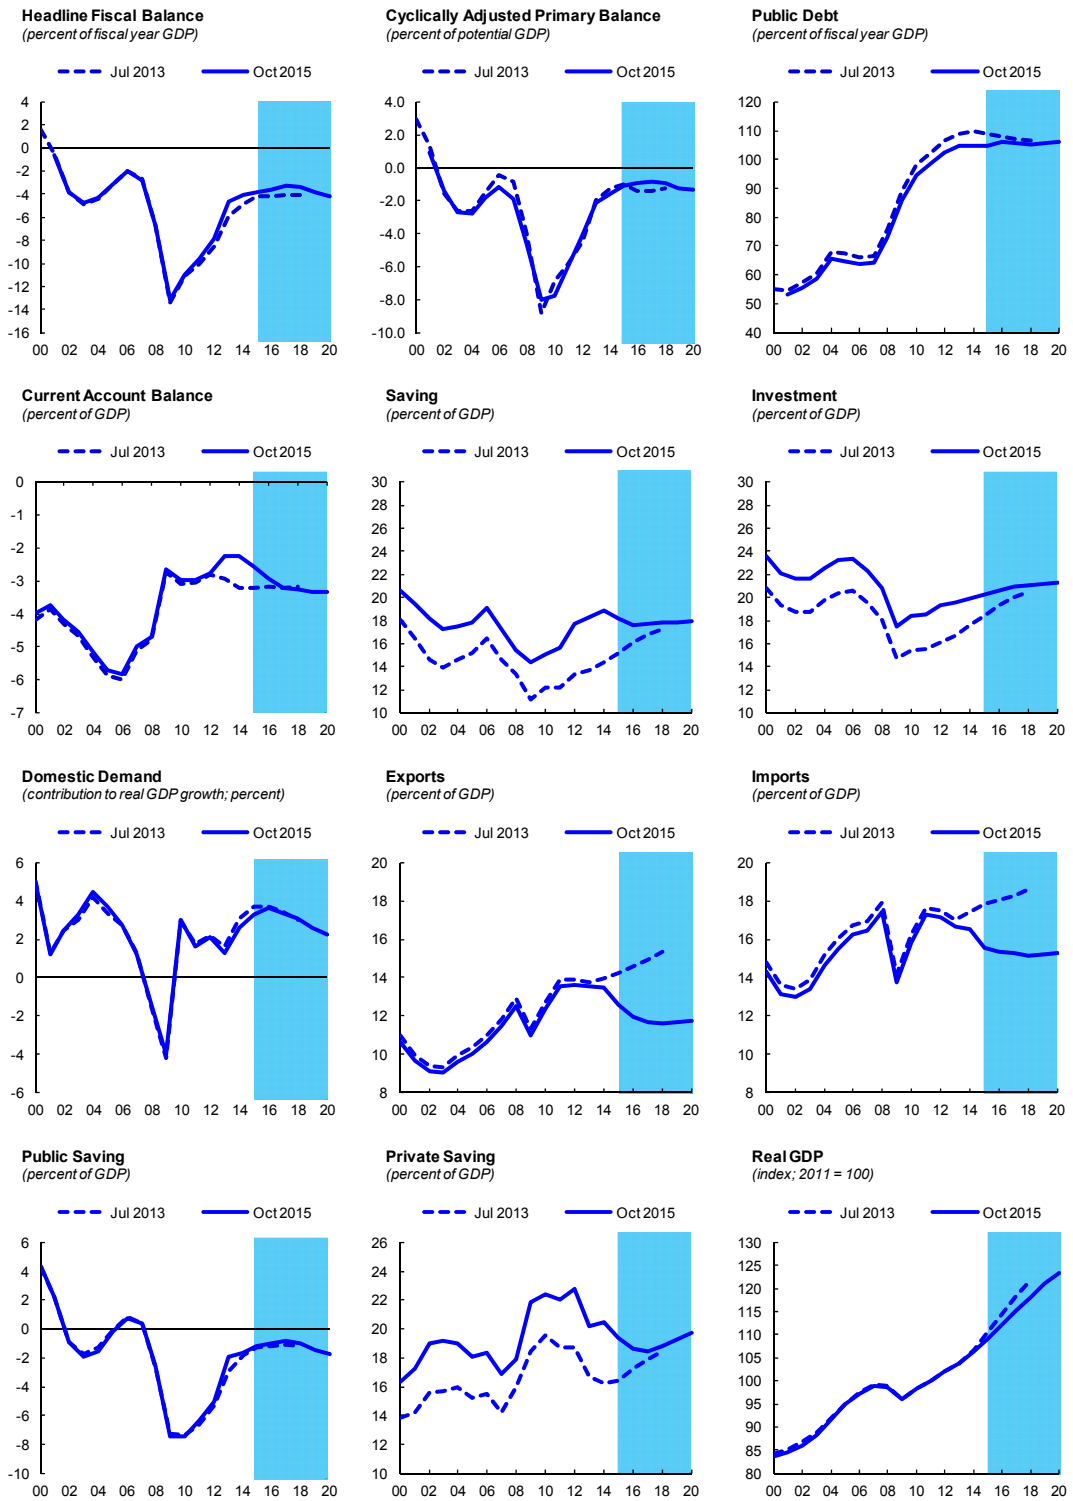 Headline Fiscal Balance
(percent of fiscal year GDP)
Jul 2013 Oct 2015
4
2
0
-2
-4
-6
-8
-10
-12
-14
-16
00 02 04 06 08 10 12 14 16 18 20
Cyclically Adjusted Primary Balance
(percent of potential GDP)
Jul 2013 Oct 2015
4.0
2.0
0.0
-2.0
-4.0
-6.0
-8.0
-10.0
00 02 04 06 08 10 12 14 16 18 20
Public Debt
(percent of fiscal year GDP)
Jul 2013 Oct 2015
120
110
100
90
80
70
60
50
40
00 02 04 06 08 10 12 14 16 18 20
Current Account Balance
(percent of GDP)
Jul 2013 Oct 2015
0
-1
-2
-3
-4
-5
-6
-7
00 02 04 06 08 10 12 14 16 18 20
Saving
(percent of GDP)
Jul 2013 Oct 2015
30
28
26
24
22
20
18
16
14
12
10
00 02 04 06 08 10 12 14 16 18 20
Investment
(percent of GDP)
Jul 2013 Oct 2015
30
28
26
24
22
20
18
16
14
12
10
00 02 04 06 08 10 12 14 16 18 20
Domestic Demand
(contribution to real GDP growth; percent)
Jul 2013 Oct 2015
6
4
2
0
-2
-4
-6
00 02 04 06 08 10 12 14 16 18 20
Exports
(percent of GDP)
Jul 2013 Oct 2015
20
18
16
14
12
10
8
00 02 04 06 08 10 12 14 16 18 20
Imports
(percent of GDP)
Jul 2013 Oct 2015
20
18
16
14
12
10
8
00 02 04 06 08 10 12 14 16 18 20
Public Saving
(percent of GDP)
Jul 2013 Oct 2015
6
4
2
0
-2
-4
-6
-8
-10
00 02 04 06 08 10 12 14 16 18 20
Private Saving
(percent of GDP)
Jul 2013 Oct 2015
26
24
22
20
18
16
14
12
10
00 02 04 06 08 10 12 14 16 18 20
Real GDP
(index; 2011 = 100)
Jul 2013 Oct 2015
130
125
120
115
110
105
100
95
90
85
80
00 02 04 06 08 10 12 14 16 18 20